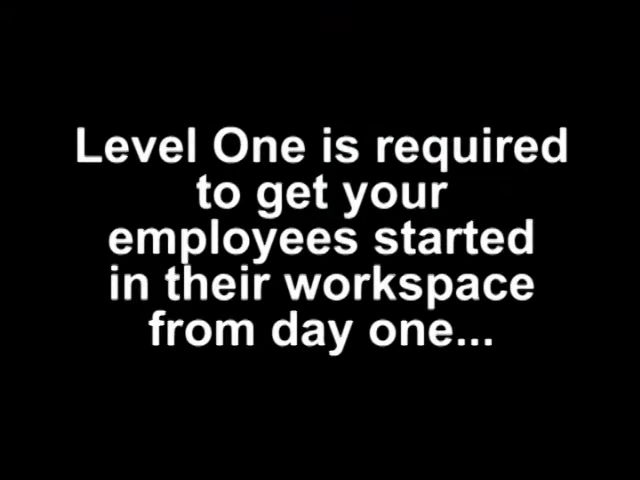 Level One is required
to get your
employees started
in their workspace
from day one...